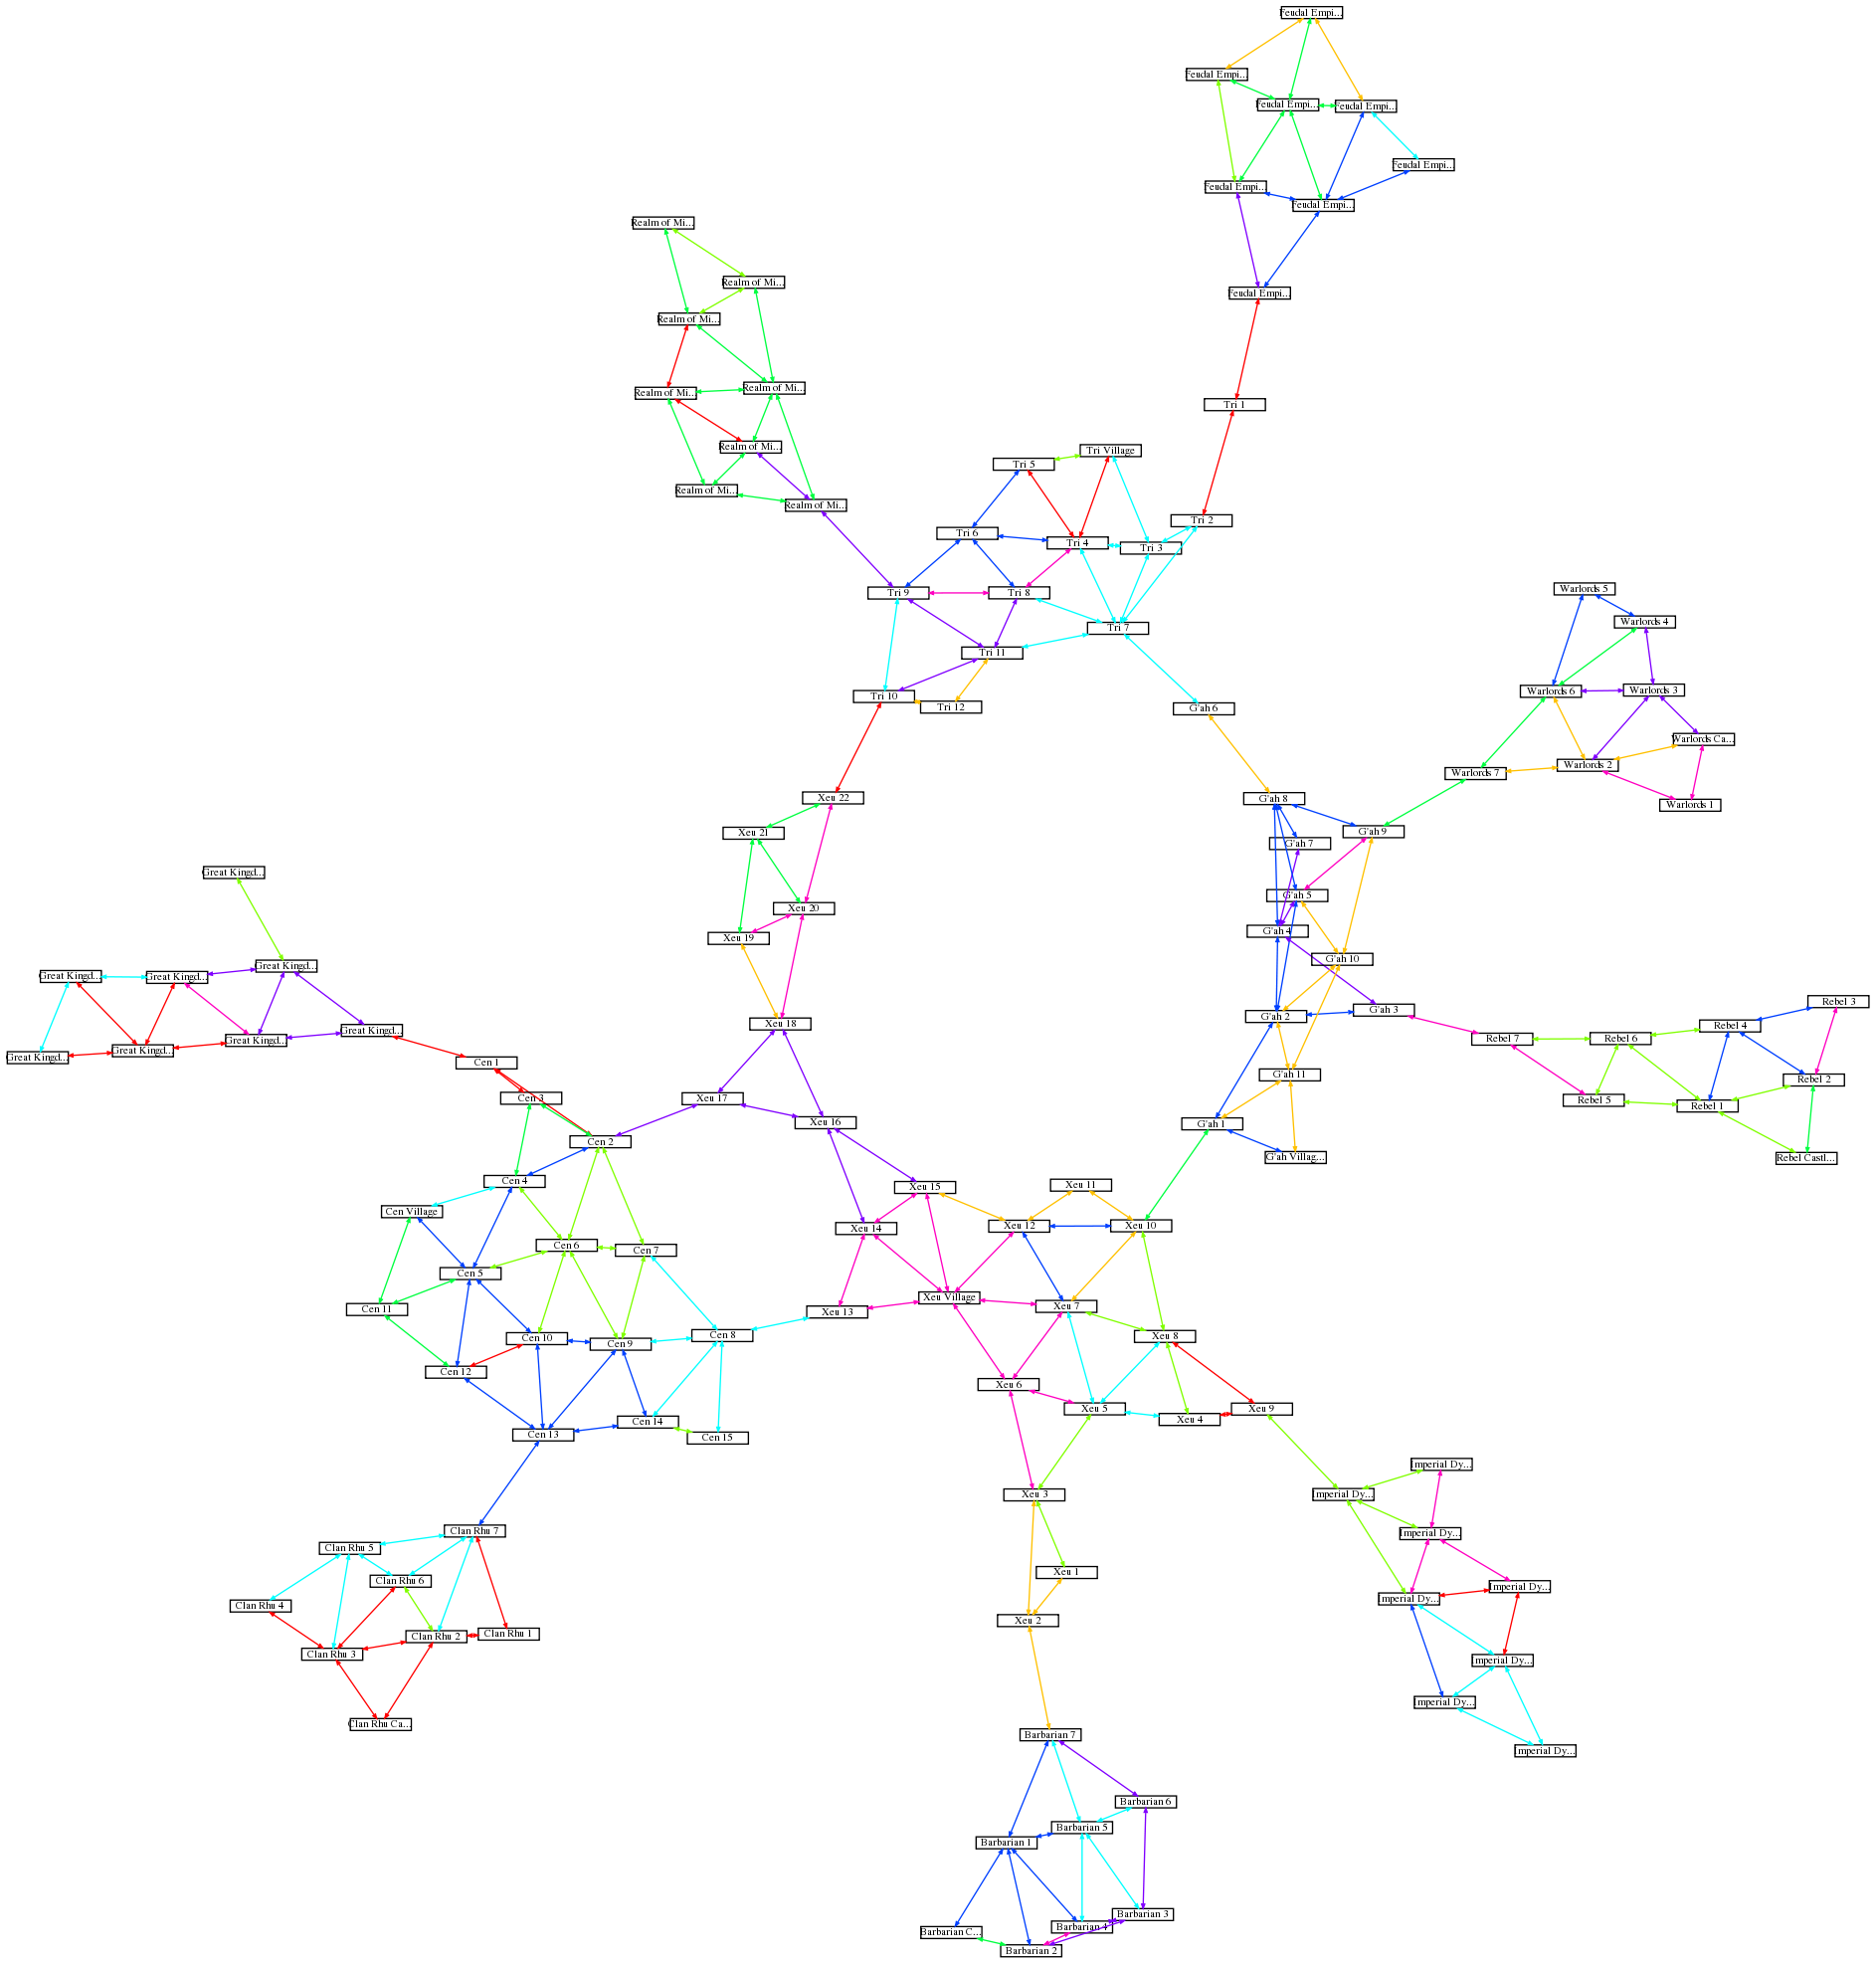 Feudal Empi...
Feudal Empi...
Feudal Empi...
Feudal Empi...
Feudal Empi...
Feudal Empi...
Feudal Empi...
Realm of Mi...
Realm of Mi...
Feudal Empi...
Realm of Mi...
Realm of Mi...
Realm of Mi...
Tri 1
Realm of Mi...
Tri Village
Tri 5
Realm of Mi...
Realm of Mi...
Tri 2
Tri 6
Tri 4
Tri 3
Warlords 5
Tri 9
Tri 8
Warlords 4
Tri 7
Tri 11
Warlords 3
Warlords 6
Tri 10
Tri 12
G'ah 6
Warlords Ca...
Warlords 2
Warlords 7
Xeu 22
G'ah 8
Warlords 1
Xeu 21
G'ah 9
G'ah 7
Great Kingd...
G'ah 5
Xeu 20
G'ah 4
Xeu 19
G'ah 10
Great Kingd...
Great Kingd...
Great Kingd...
Rebel 3
G'ah 3
G'ah 2
Xeu 18
Rebel 4
Great Kingd...
Great Kingd...
Rebel 7
Rebel 6
Great Kingd...
Great Kingd...
Cen 1
G'ah 11
Rebel 2
Cen 3
Xeu 17
Rebel 5
Rebel 1
Xeu 16
G'ah 1
Cen 2
G'ah Villag...
Rebel Castl...
Cen 4
Xeu 11
Xeu 15
Cen Village
Xeu 14
Xeu 12
Xeu 10
Cen 6
Cen 7
Cen 5
Xeu Village
Xeu 7
Cen 11
Xeu 13
Cen 8
Xeu 8
Cen 10
Cen 9
Cen 12
Xeu 6
Xeu 5
Xeu 9
Xeu 4
Cen 14
Cen 13
Cen 15
Imperial Dy...
Xeu 3
Imperial Dy...
Clan Rhu 7
Imperial Dy...
Clan Rhu 5
Xeu 1
Clan Rhu 6
Imperial Dy...
Imperial Dy...
Clan Rhu 4
Xeu 2
Clan Rhu 1
Clan Rhu 2
Clan Rhu 3
Imperial Dy...
Imperial Dy...
Clan Rhu Ca...
Barbarian 7
Imperial Dy...
Barbarian 6
Barbarian 5
Barbarian 1
Barbarian 3
Barbarian 4
Barbarian C...
Barbarian 2